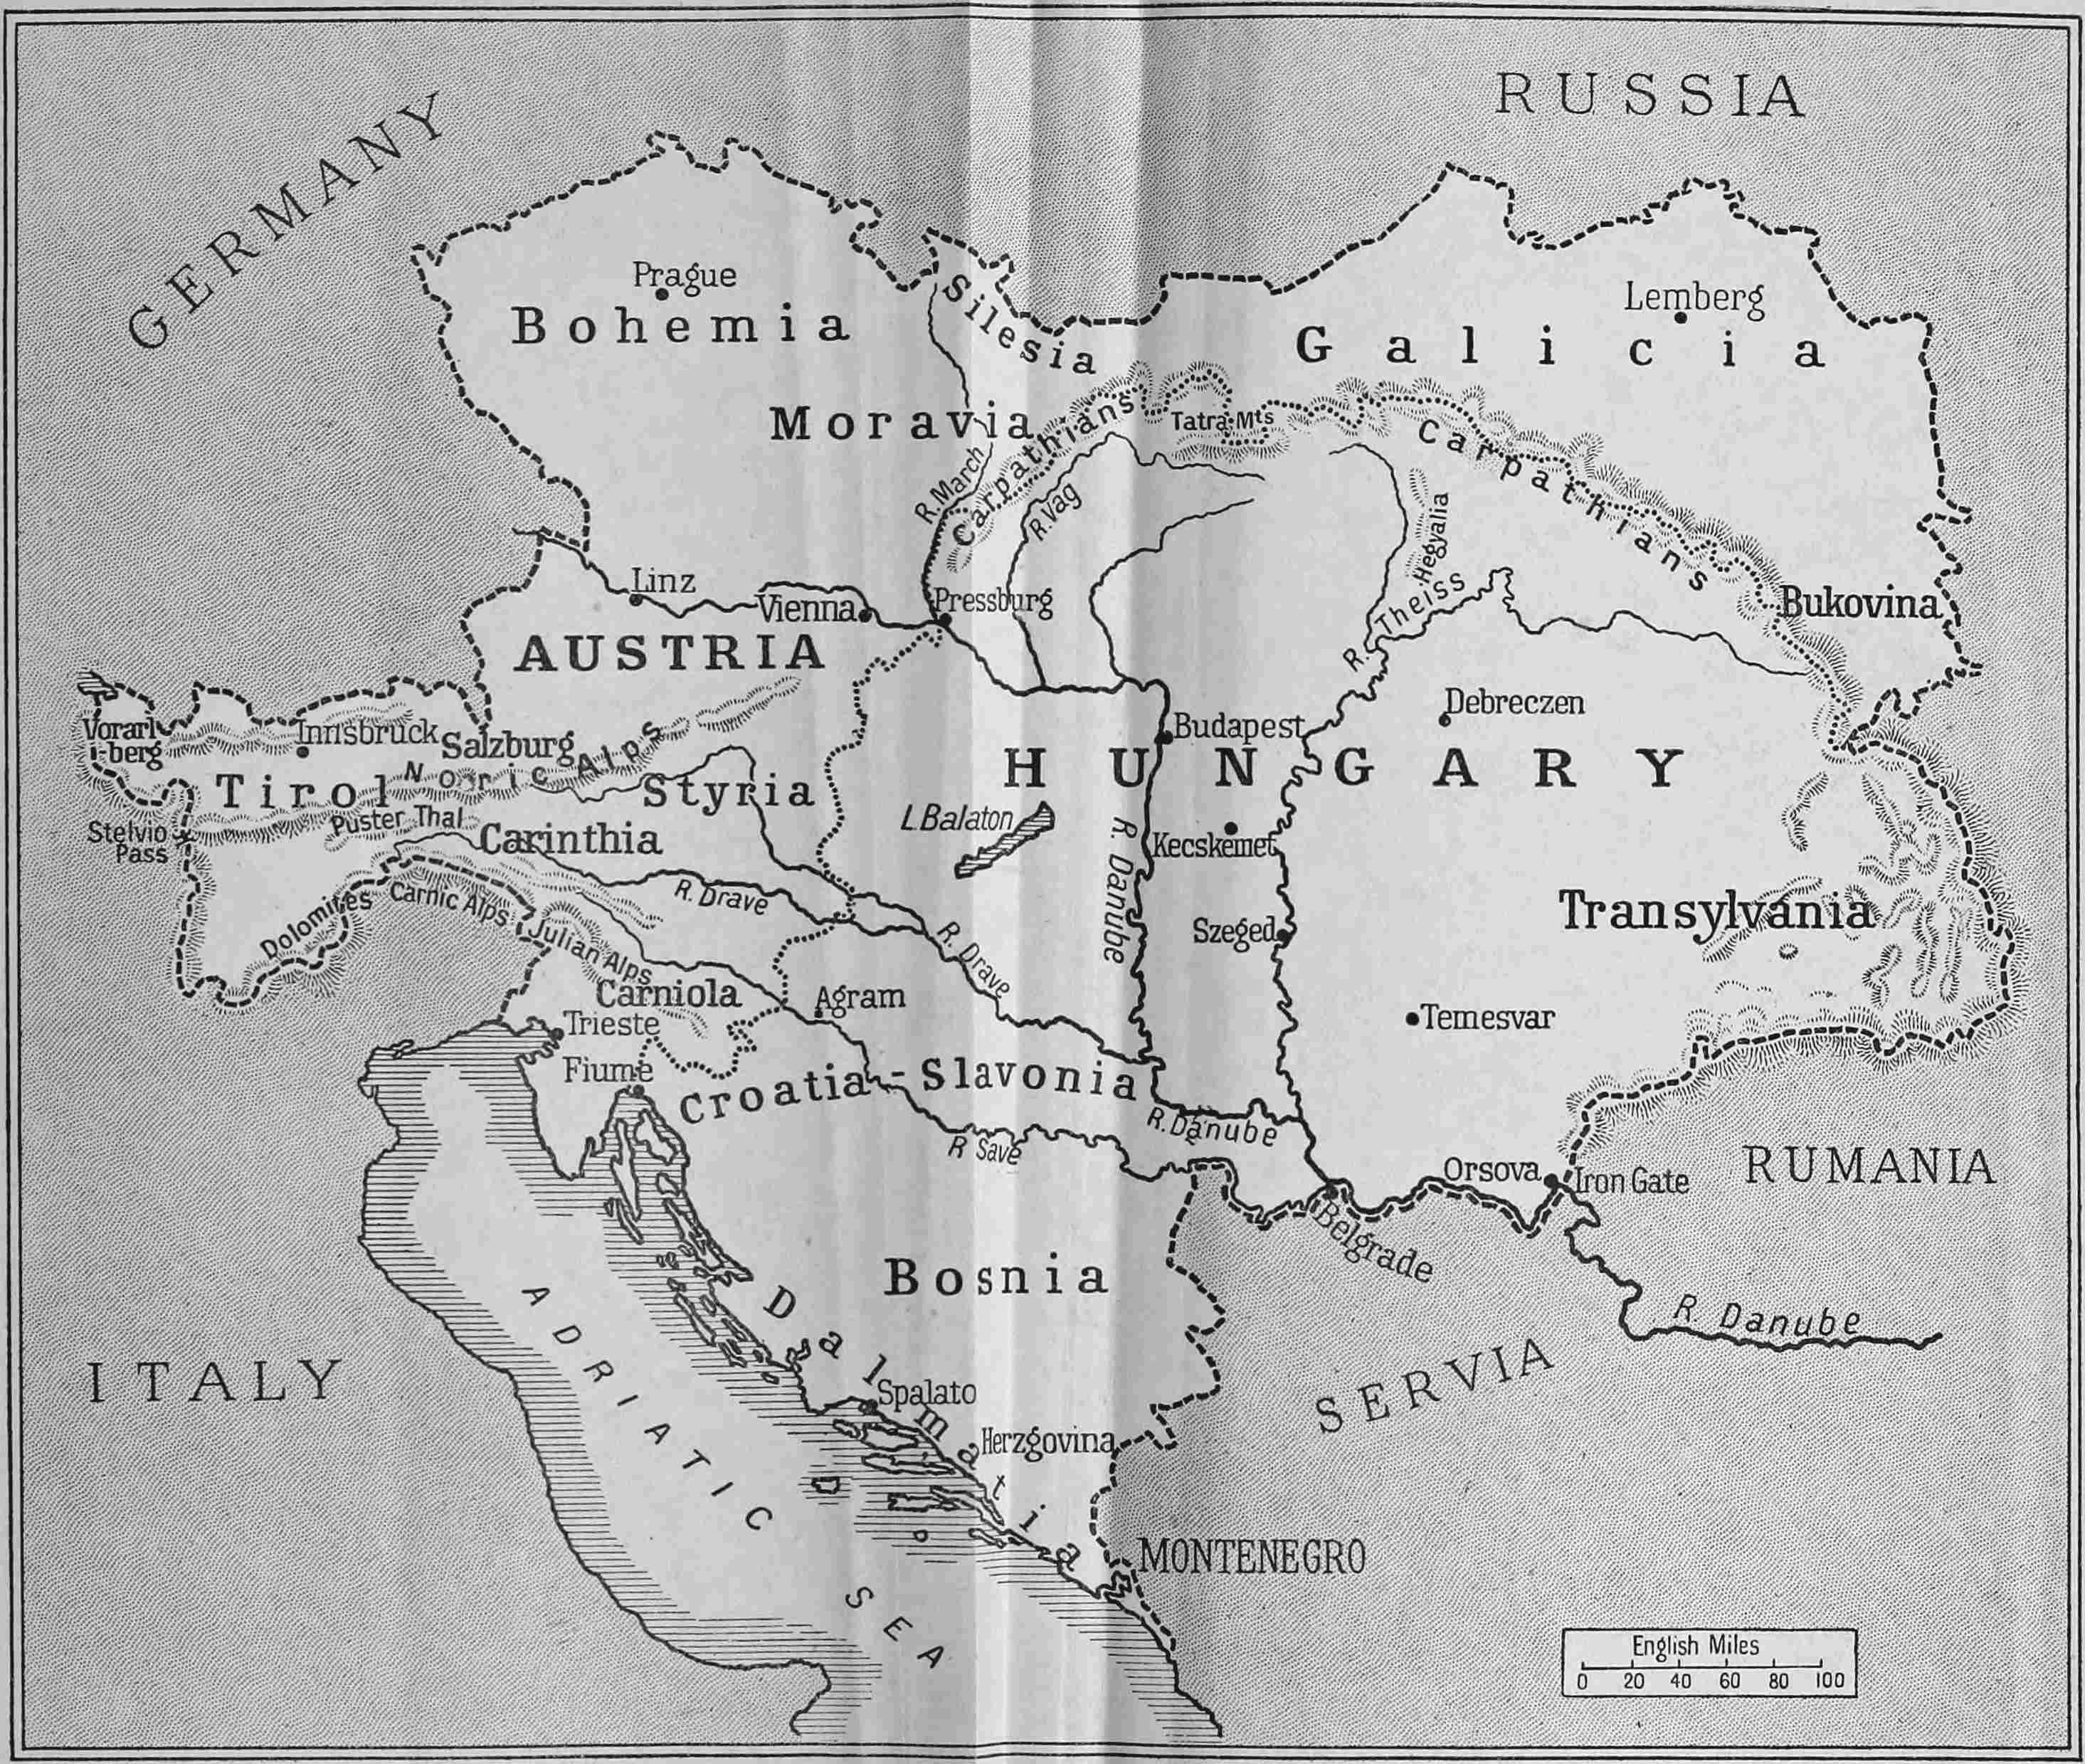 RUSSIA
GERMANY
Prague
Bohemia
Silesia
Lemberg
Galicia
Moravia
Carpathians
Tatra Mts
Carpathians
R. March
R. Vag
Hegyalia
R. Theiss
Linz
Vienna
Pressburg
Bukovina
AUSTRIA
Vorarl-
berg
Innsbruck
Salzburg
Budapest
Debreczen
Tirol
Noric Alps
Styria
HUNGARY
Stelvio
Pass
Puster Thal
Carinthia
L. Balaton
R. Danube
Kecskemet
Dolomites
Carnic Alps
R. Drave
Julian Alps
R. Drave
Szeged
Transylvania
Carniola
Agram
Trieste
Temesvar
Fiume
Croatia-Slavonia
R. Danube
R Save
Orsova
Iron Gate
RUMANIA
Belgrade
Bosnia
Dalmatia
R. Danube
ADRIATIC SEA
ITALY
SERVIA
Spalato
Herzgovina
MONTENEGRO
English Miles
0 20 40 60 80 100